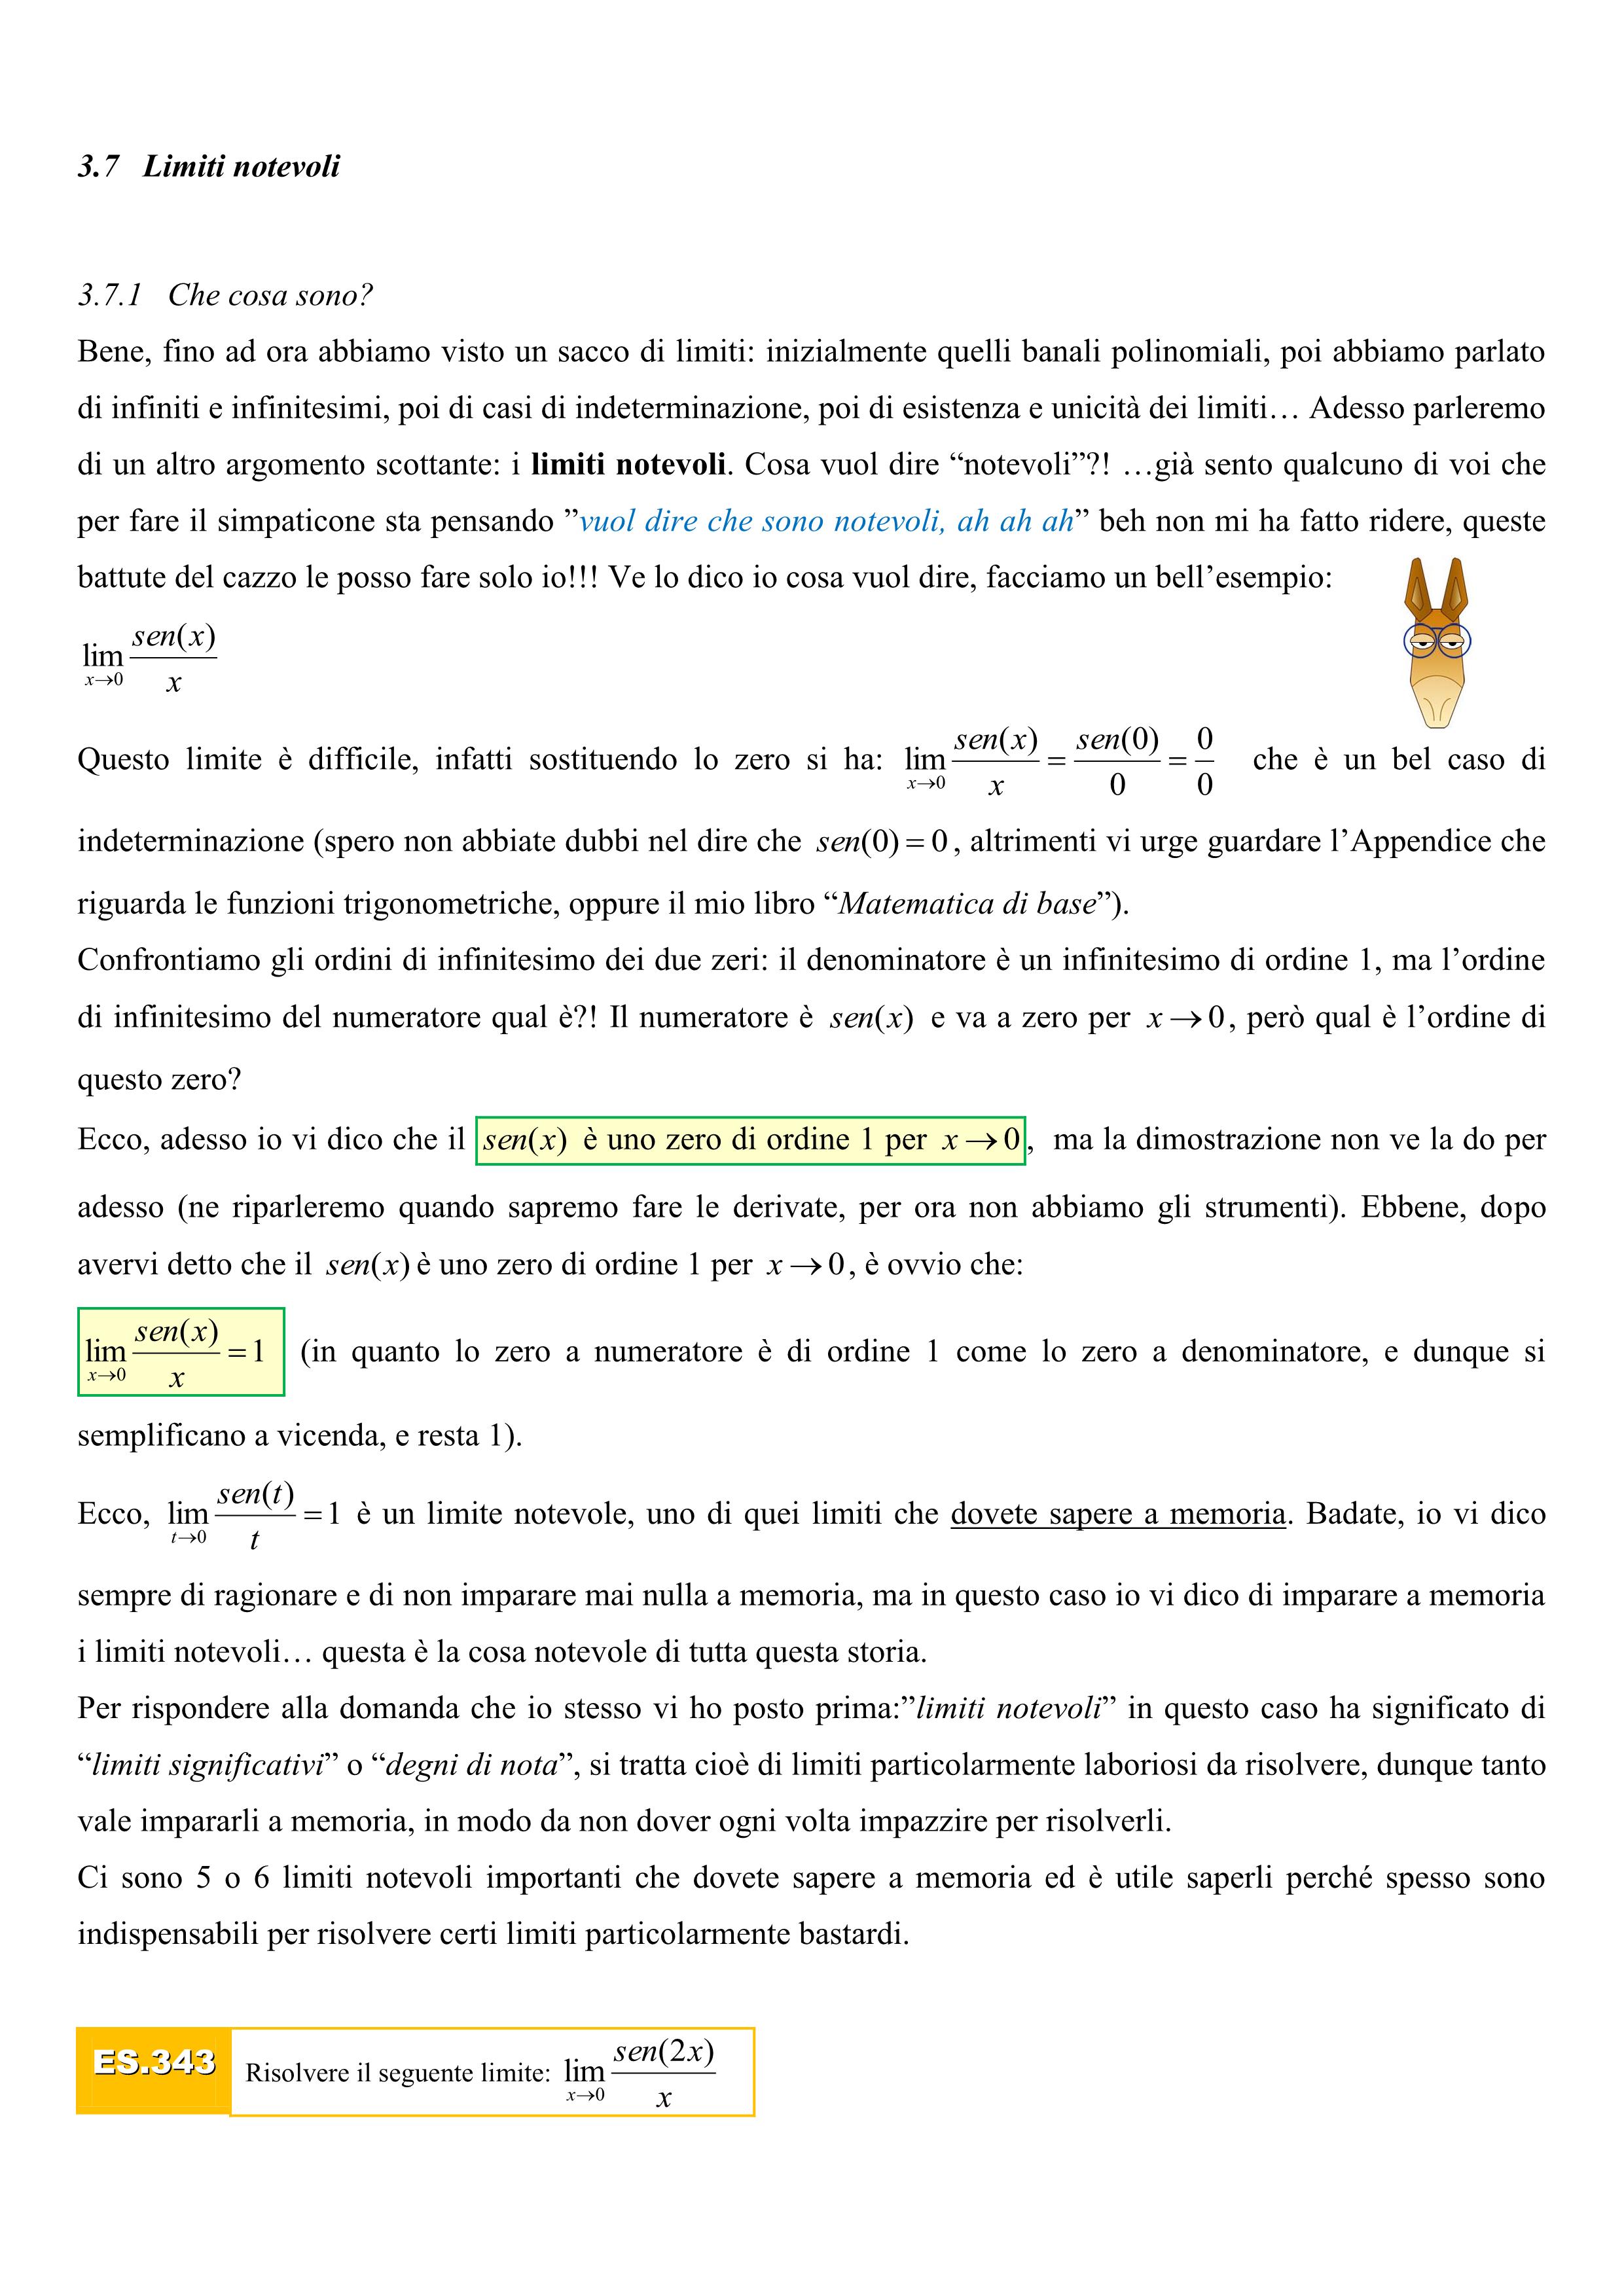 3.7 Limiti notevoli
3.7.1 Che cosa sono?
Bene, fino ad ora abbiamo visto un sacco di limiti: inizialmente quelli banali polinomiali, poi abbiamo parlato
di infiniti e infinitesimi, poi di casi di indeterminazione, poi di esistenza e unicità dei limiti… Adesso parleremo
di un altro argomento scottante: i limiti notevoli. Cosa vuol dire “notevoli”?! …già sento qualcuno di voi che
per fare il simpaticone sta pensando ”vuol dire che sono notevoli, ah ah ah” beh non mi ha fatto ridere, queste
battute del cazzo le posso fare solo io!!! Ve lo dico io cosa vuol dire, facciamo un bell’esempio:
lim x→0 sen(x)/x
Questo limite è difficile, infatti sostituendo lo zero si ha: lim x→0 sen(x)/x = sen(0)/0 = 0/0 che è un bel caso di
indeterminazione (spero non abbiate dubbi nel dire che sen(0) = 0, altrimenti vi urge guardare l’Appendice che
riguarda le funzioni trigonometriche, oppure il mio libro “Matematica di base”).
Confrontiamo gli ordini di infinitesimo dei due zeri: il denominatore è un infinitesimo di ordine 1, ma l’ordine
di infinitesimo del numeratore qual è?! Il numeratore è sen(x) e va a zero per x→0, però qual è l’ordine di
questo zero?
Ecco, adesso io vi dico che il sen(x) è uno zero di ordine 1 per x→0, ma la dimostrazione non ve la do per
adesso (ne riparleremo quando sapremo fare le derivate, per ora non abbiamo gli strumenti). Ebbene, dopo
avervi detto che il sen(x) è uno zero di ordine 1 per x→0, è ovvio che:
lim x→0 sen(x)/x = 1 (in quanto lo zero a numeratore è di ordine 1 come lo zero a denominatore, e dunque si
semplificano a vicenda, e resta 1).
Ecco, lim t→0 sen(t)/t = 1 è un limite notevole, uno di quei limiti che dovete sapere a memoria. Badate, io vi dico
sempre di ragionare e di non imparare mai nulla a memoria, ma in questo caso io vi dico di imparare a memoria
i limiti notevoli… questa è la cosa notevole di tutta questa storia.
Per rispondere alla domanda che io stesso vi ho posto prima:”limiti notevoli” in questo caso ha significato di
“limiti significativi” o “degni di nota”, si tratta cioè di limiti particolarmente laboriosi da risolvere, dunque tanto
vale impararli a memoria, in modo da non dover ogni volta impazzire per risolverli.
Ci sono 5 o 6 limiti notevoli importanti che dovete sapere a memoria ed è utile saperli perché spesso sono
indispensabili per risolvere certi limiti particolarmente bastardi.
ES.343 Risolvere il seguente limite: lim x→0 sen(2x)/x